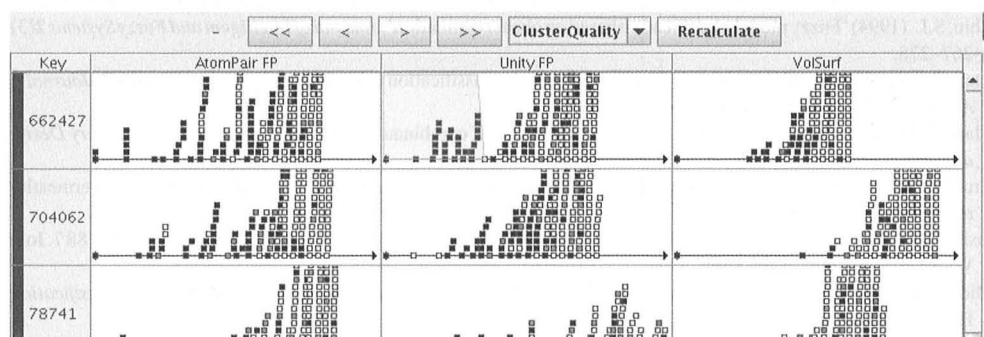 << < > >> ClusterQuality Recalculate
Key AtomPair FP Unity FP VolSurf
662427
704062
78741